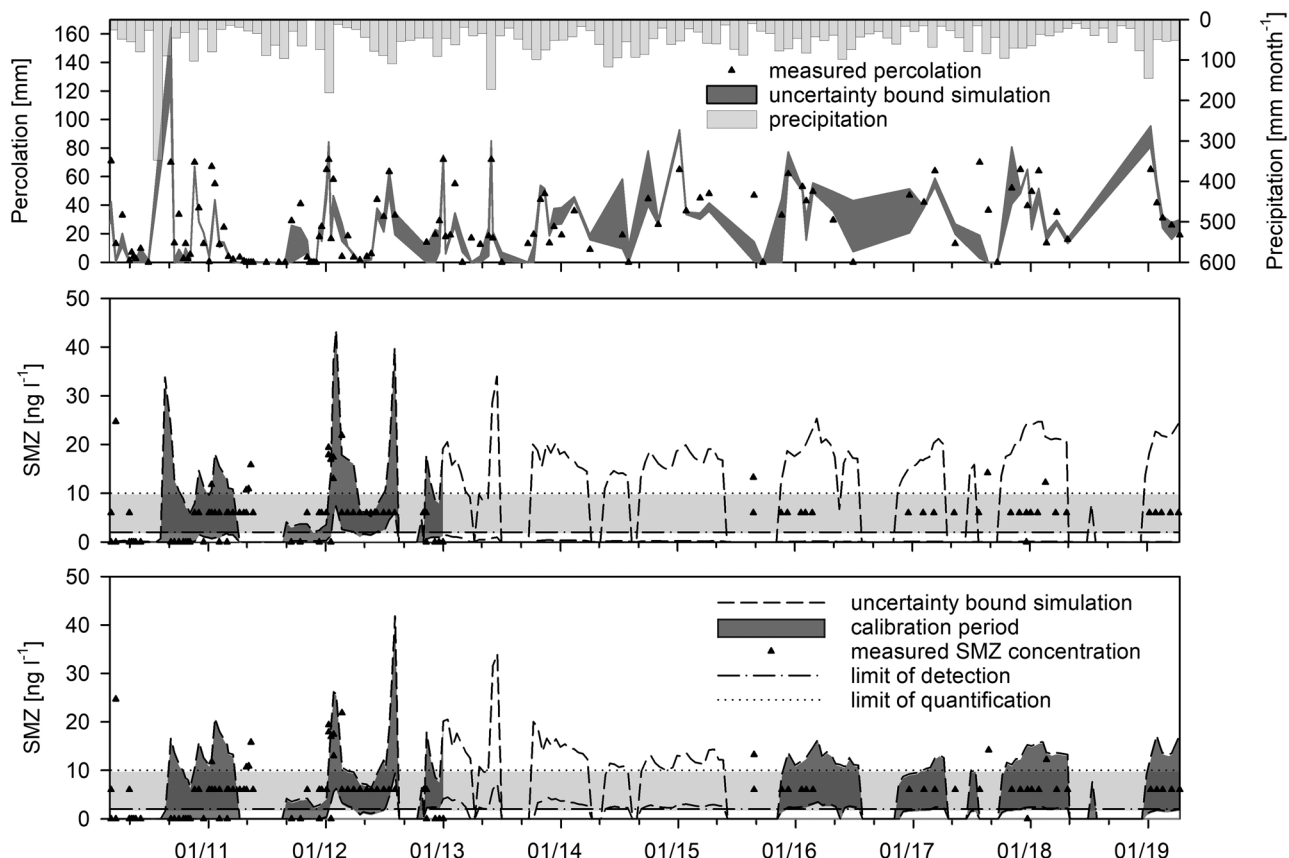 Percolation [mm]
160
140
120
100
80
60
40
20
0
measured percolation
uncertainty bound simulation
precipitation
0
100
200
300
400
500
600
Precipitation [mm month-1]
SMZ [ng l-1]
50
40
30
20
10
0
SMZ [ng l-1]
50
40
30
20
10
0
uncertainty bound simulation
calibration period
measured SMZ concentration
limit of detection
limit of quantification
01/11 01/12 01/13 01/14 01/15 01/16 01/17 01/18 01/19